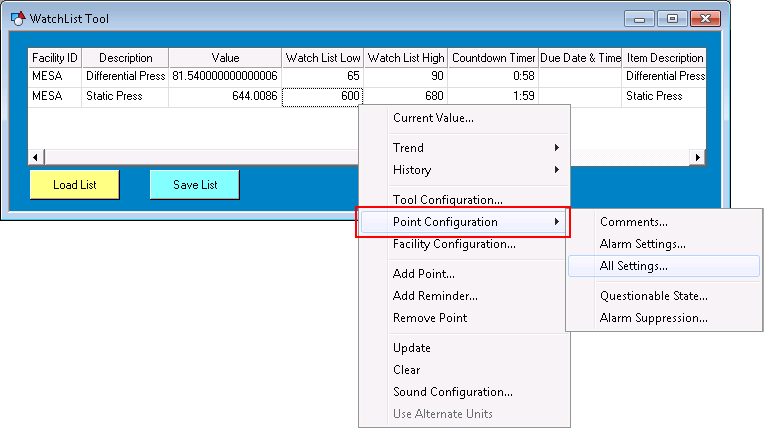 WatchList Tool
Facility ID Description Value Watch List Low Watch List High Countdown Timer Due Date & Time Item Description
MESA Differential Press 81.540000000000006 65 90 0:58 Differential Press
MESA Static Press 644.0086 600 680 1:59 Static Press
Load List Save List
Current Value...
Trend
History
Tool Configuration...
Point Configuration
Facility Configuration...
Add Point...
Add Reminder...
Remove Point
Update
Clear
Sound Configuration...
Use Alternate Units
Comments...
Alarm Settings...
All Settings...
Questionable State...
Alarm Suppression...